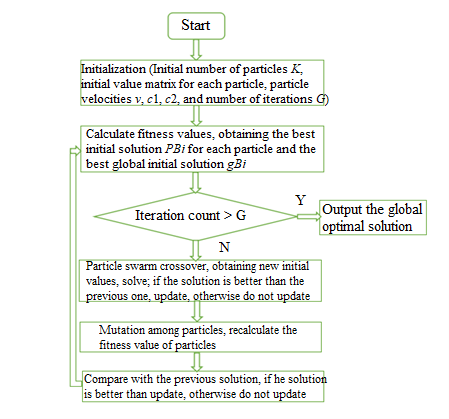 Start
Initialization (Initial number of particles K,
initial value matrix for each particle, particle
velocities v, c1, c2, and number of iterations G)
Calculate fitness values, obtaining the best
initial solution PBi for each particle and the
best global initial solution gBi
Iteration count > G
Y
Output the global
optimal solution
N
Particle swarm crossover, obtaining new initial
values, solve; if the solution is better than the
previous one, update, otherwise do not update
Mutation among particles, recalculate the
fitness value of particles
Compare with the previous solution, if he solution
is better than update, otherwise do not update